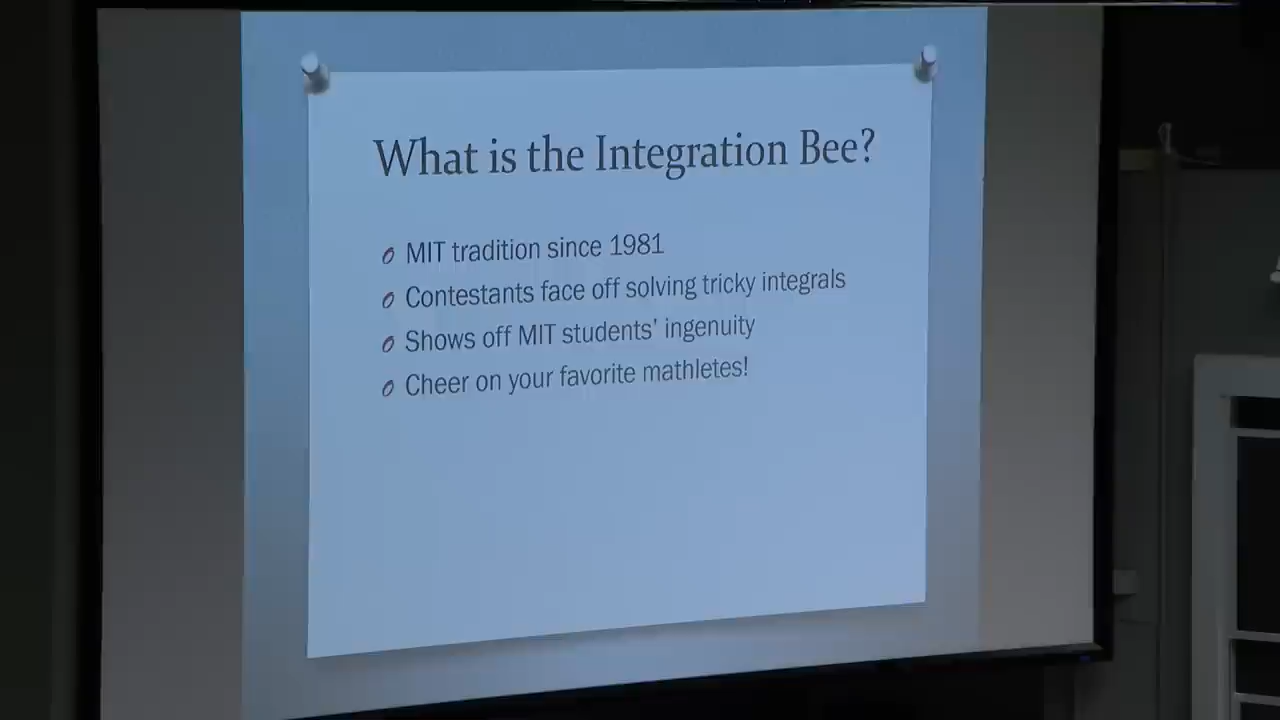 What is the Integration Bee?
MIT tradition since 1981
Contestants face off solving tricky integrals
Shows off MIT students' ingenuity
Cheer on your favorite mathletes!